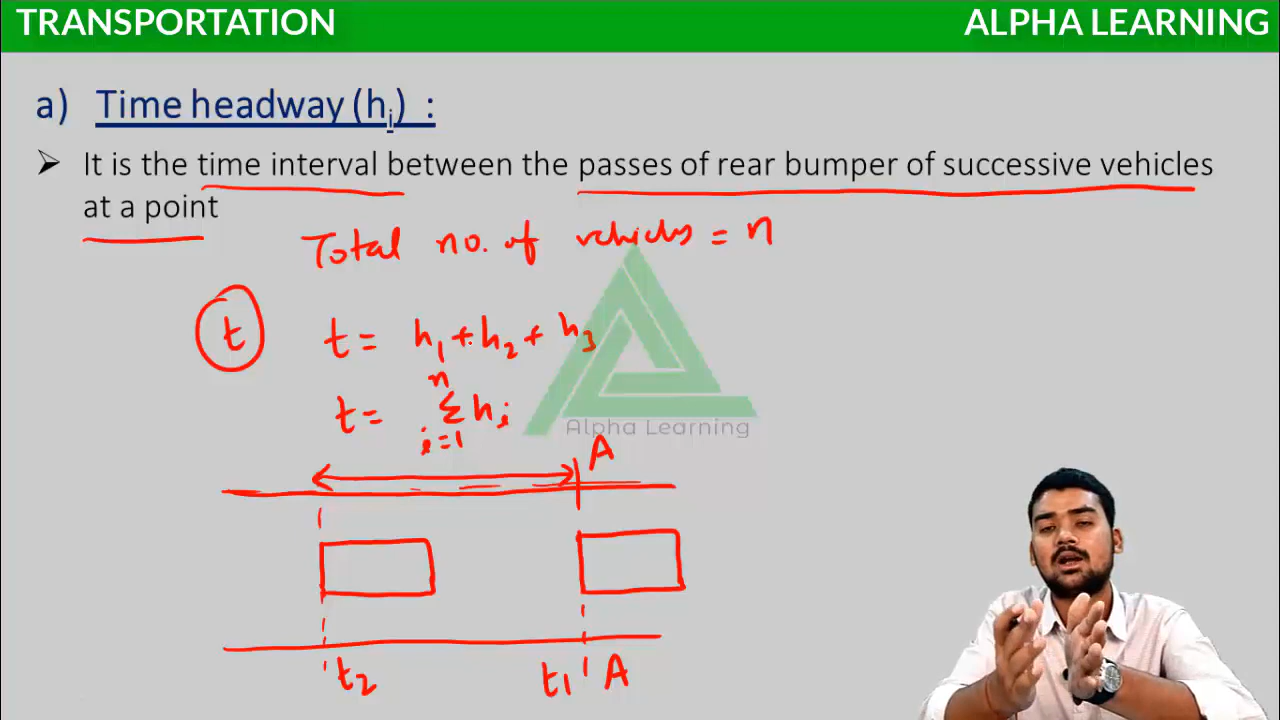 TRANSPORTATION
ALPHA LEARNING
a) Time headway (hi) :
➢ It is the time interval between the passes of rear bumper of successive vehicles
at a point
Total no. of vehicles = n
t
t = h1 + h2 + h3
n
t = Σ hi
i=1
Alpha Learning
A
t2
t1 A